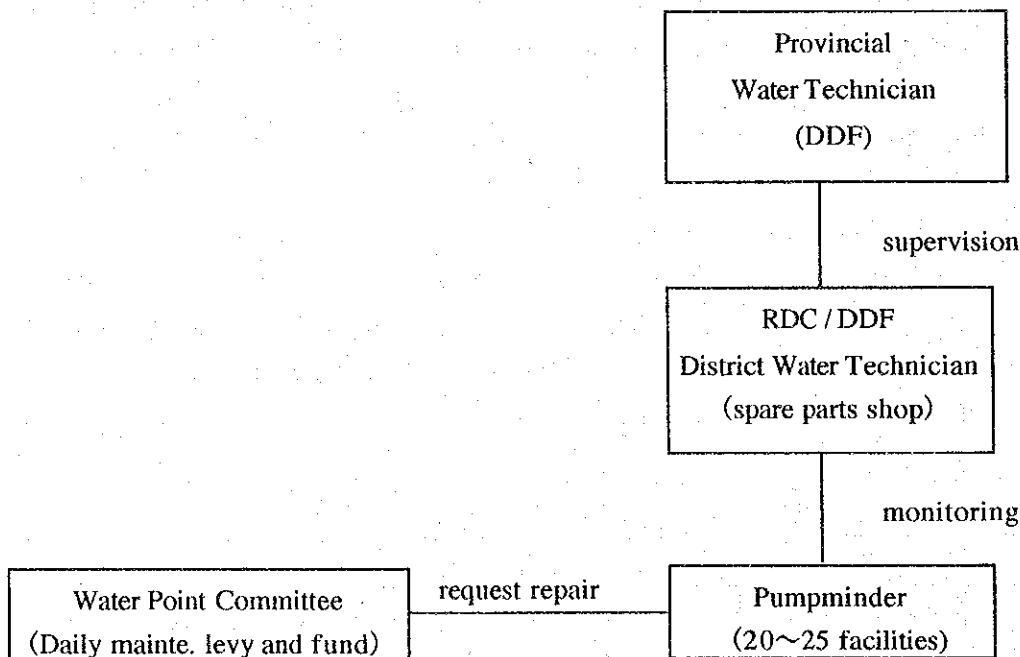 Provincial
Water Technician
(DDF)
supervision
RDC / DDF
District Water Technician
(spare parts shop)
monitoring
Water Point Committee
(Daily mainte. levy and fund)
request repair
Pumpminder
(20～25 facilities)